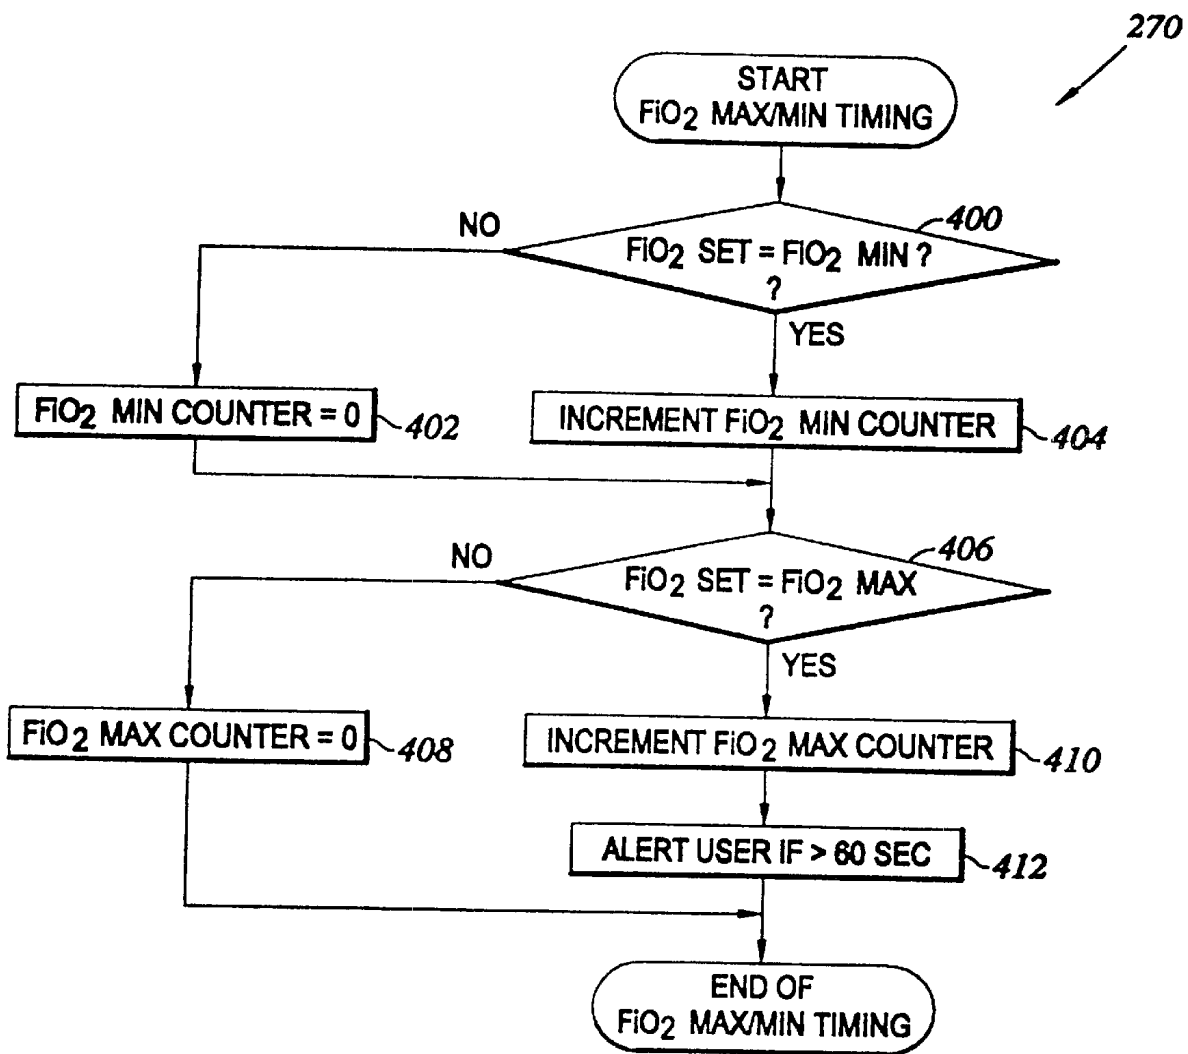 270
START
FiO2 MAX/MIN TIMING
400
NO
FiO2 SET = FiO2 MIN ?
?
YES
FiO2 MIN COUNTER = 0
402
INCREMENT FiO2 MIN COUNTER
404
406
NO
FiO2 SET = FiO2 MAX
?
YES
FiO2 MAX COUNTER = 0
408
INCREMENT FiO2 MAX COUNTER
410
ALERT USER IF > 60 SEC
412
END OF
FiO2 MAX/MIN TIMING